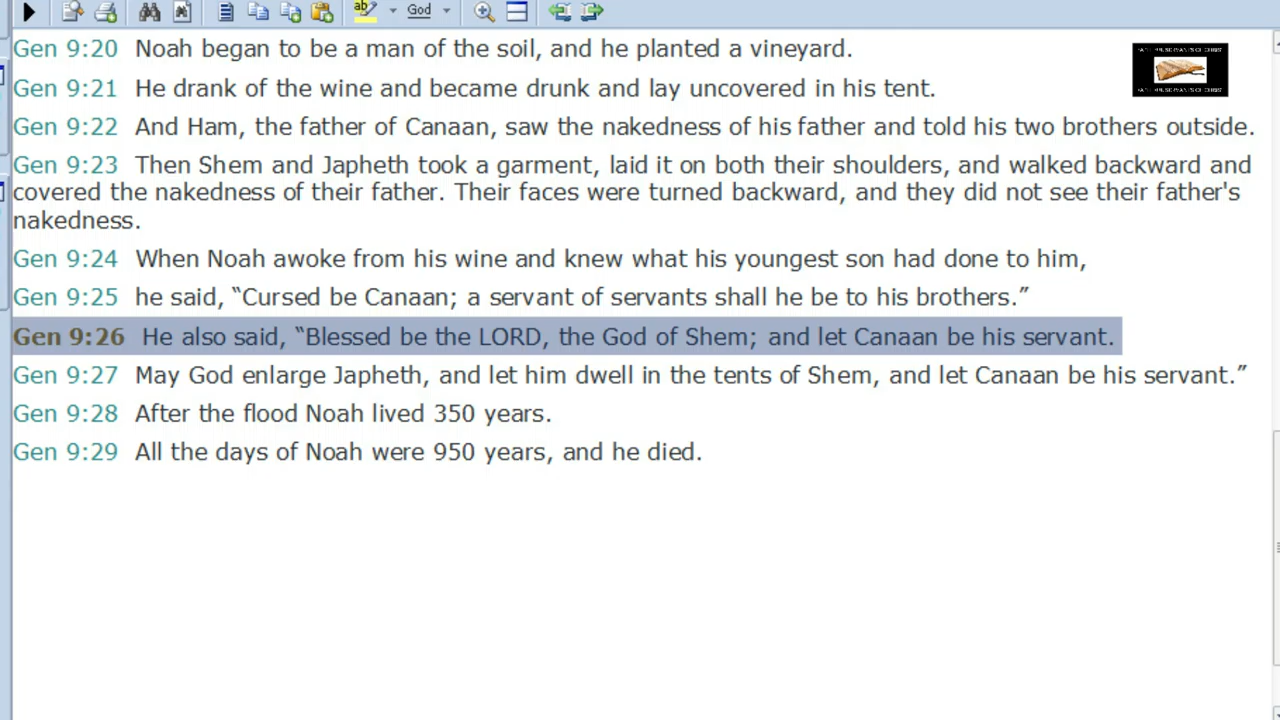 God
Gen 9:20 Noah began to be a man of the soil, and he planted a vineyard.
Gen 9:21 He drank of the wine and became drunk and lay uncovered in his tent.
Gen 9:22 And Ham, the father of Canaan, saw the nakedness of his father and told his two brothers outside.
Gen 9:23 Then Shem and Japheth took a garment, laid it on both their shoulders, and walked backward and
covered the nakedness of their father. Their faces were turned backward, and they did not see their father's
nakedness.
Gen 9:24 When Noah awoke from his wine and knew what his youngest son had done to him,
Gen 9:25 he said, “Cursed be Canaan; a servant of servants shall he be to his brothers.”
Gen 9:26 He also said, “Blessed be the LORD, the God of Shem; and let Canaan be his servant.
Gen 9:27 May God enlarge Japheth, and let him dwell in the tents of Shem, and let Canaan be his servant.”
Gen 9:28 After the flood Noah lived 350 years.
Gen 9:29 All the days of Noah were 950 years, and he died.